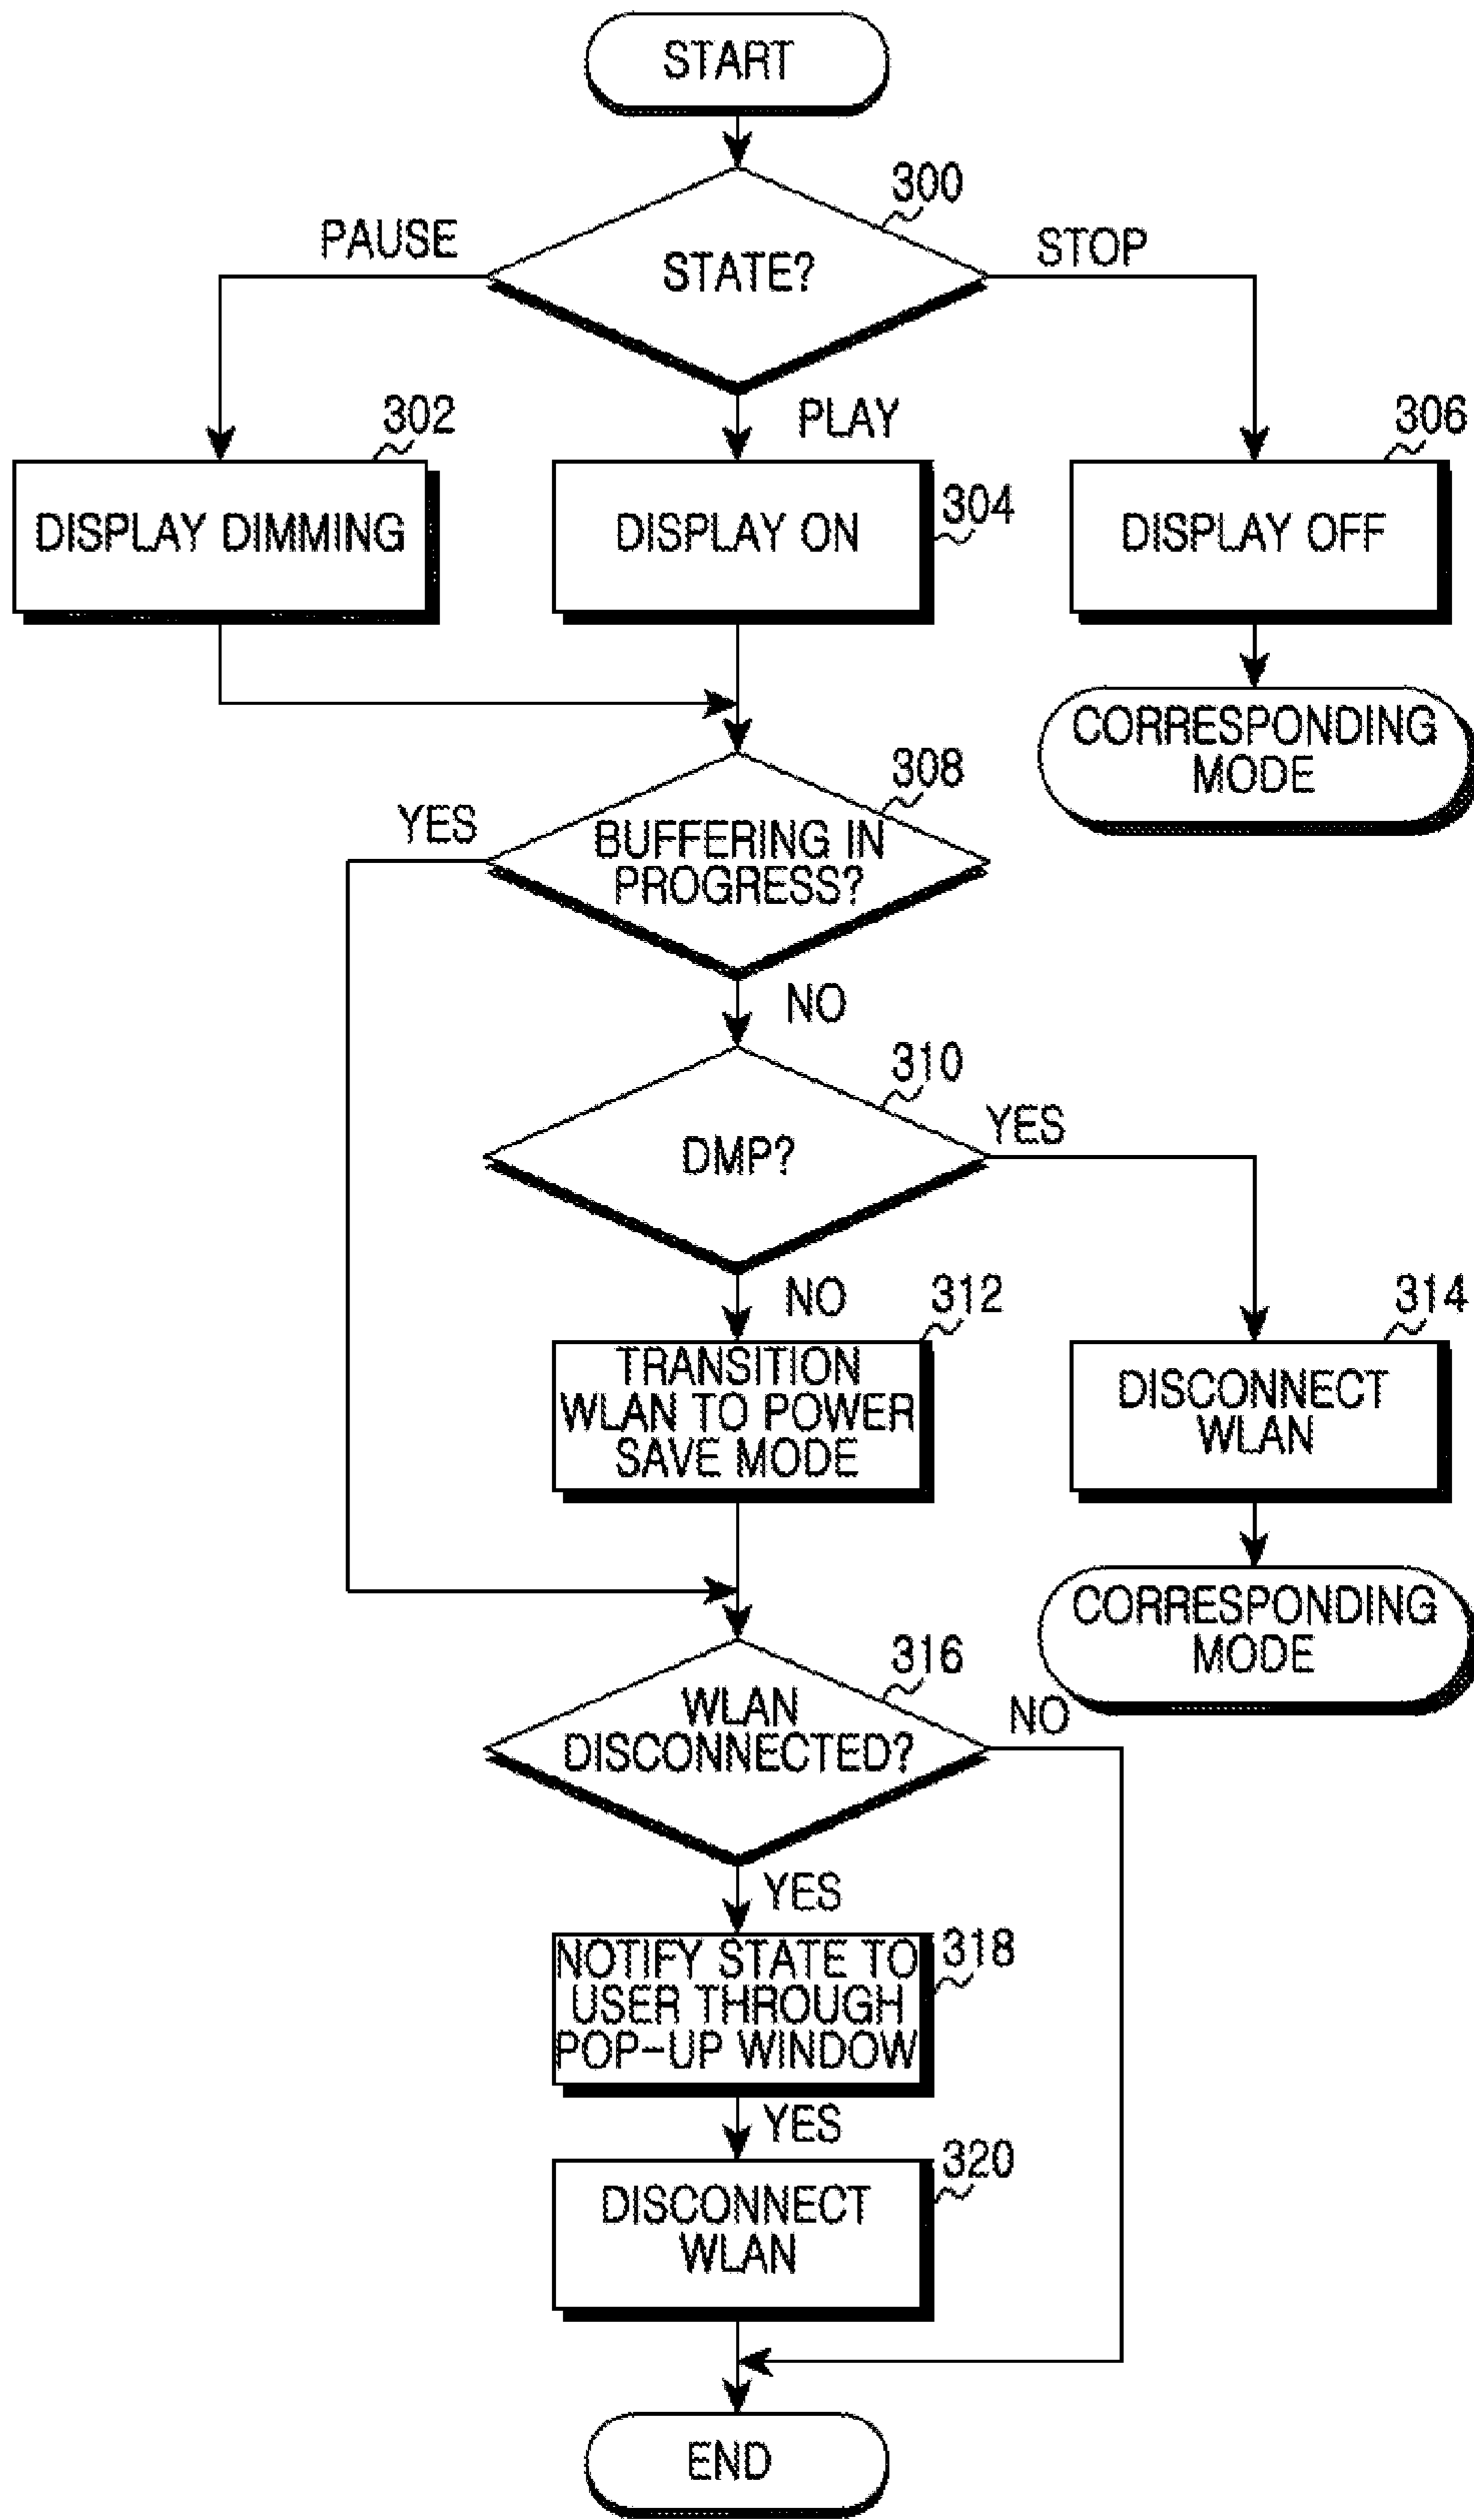 START
300
PAUSE
STATE?
STOP
302
PLAY
306
DISPLAY DIMMING
DISPLAY ON
304
DISPLAY OFF
308
CORRESPONDING
MODE
YES
BUFFERING IN
PROGRESS?
NO
310
YES
DMP?
NO
312
314
TRANSITION
WLAN TO POWER
SAVE MODE
DISCONNECT
WLAN
CORRESPONDING
MODE
316
WLAN
DISCONNECTED?
NO
YES
NOTIFY STATE TO
USER THROUGH
POP-UP WINDOW
318
YES
320
DISCONNECT
WLAN
END